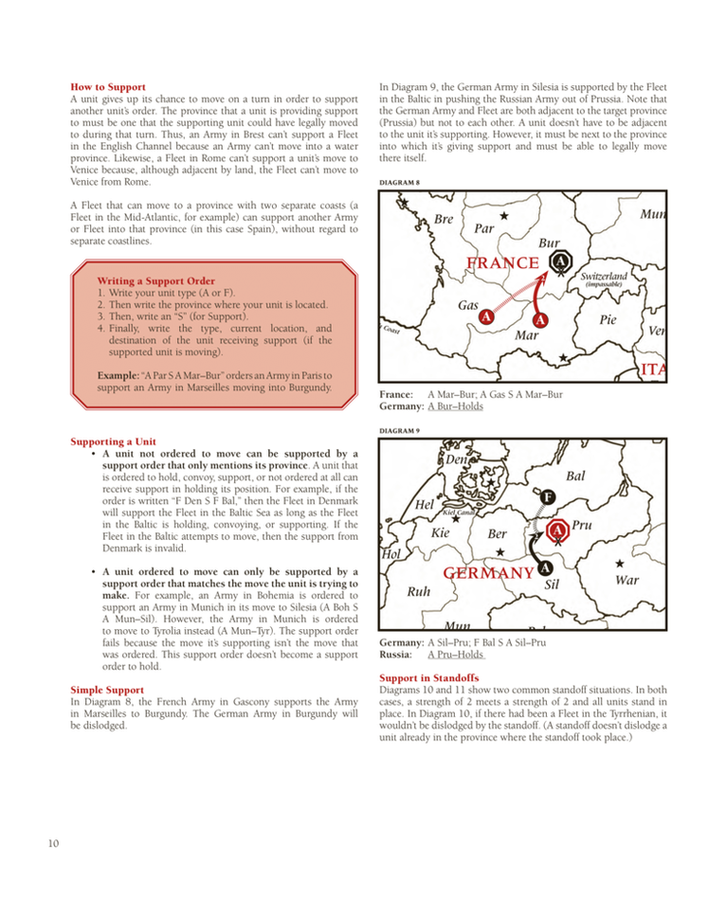 How to Support
A unit gives up its chance to move on a turn in order to support
another unit's order. The province that a unit is providing support
to must be one that the supporting unit could have legally moved
to during that turn. Thus, an Army in Brest can't support a Fleet
in the English Channel because an Army can't move into a water
province. Likewise, a Fleet in Rome can't support a unit's move to
Venice because, although adjacent by land, the Fleet can't move to
Venice from Rome.
A Fleet that can move to a province with two separate coasts (a
Fleet in the Mid-Atlantic, for example) can support another Army
or Fleet into that province (in this case Spain), without regard to
separate coastlines.
Writing a Support Order
1. Write your unit type (A or F).
2. Then write the province where your unit is located.
3. Then, write an "S" (for Support).
4. Finally, write the type, current location, and
destination of the unit receiving support (if the
supported unit is moving).
Example: "A Par S A Mar–Bur" orders an Army in Paris to
support an Army in Marseilles moving into Burgundy.
Supporting a Unit
• A unit not ordered to move can be supported by a
support order that only mentions its province. A unit that
is ordered to hold, convoy, support, or not ordered at all can
receive support in holding its position. For example, if the
order is written "F Den S F Bal," then the Fleet in Denmark
will support the Fleet in the Baltic Sea as long as the Fleet
in the Baltic is holding, convoying, or supporting. If the
Fleet in the Baltic attempts to move, then the support from
Denmark is invalid.
• A unit ordered to move can only be supported by a
support order that matches the move the unit is trying to
make. For example, an Army in Bohemia is ordered to
support an Army in Munich in its move to Silesia (A Boh S
A Mun–Sil). However, the Army in Munich is ordered
to move to Tyrolia instead (A Mun–Tyr). The support order
fails because the move it's supporting isn't the move that
was ordered. This support order doesn't become a support
order to hold.
Simple Support
In Diagram 8, the French Army in Gascony supports the Army
in Marseilles to Burgundy. The German Army in Burgundy will
be dislodged.
In Diagram 9, the German Army in Silesia is supported by the Fleet
in the Baltic in pushing the Russian Army out of Prussia. Note that
the German Army and Fleet are both adjacent to the target province
(Prussia) but not to each other. A unit doesn't have to be adjacent
to the unit it's supporting. However, it must be next to the province
into which it's giving support and must be able to legally move
there itself.
DIAGRAM 8
Bre
Par
Mun
Bur
FRANCE
A
Switzerland
(impassable)
Gas
A
A
Pie
Mar
Ver
Coast
ITA
France: A Mar–Bur; A Gas S A Mar–Bur
Germany: A Bur–Holds
DIAGRAM 9
Den
Bal
F
Hel
Kiel Canal
Kie
Ber
A
Pru
Hol
GERMANY
A
Sil
War
Ruh
Mun
Germany: A Sil–Pru; F Bal S A Sil–Pru
Russia: A Pru–Holds
Support in Standoffs
Diagrams 10 and 11 show two common standoff situations. In both
cases, a strength of 2 meets a strength of 2 and all units stand in
place. In Diagram 10, if there had been a Fleet in the Tyrrhenian, it
wouldn't be dislodged by the standoff. (A standoff doesn't dislodge a
unit already in the province where the standoff took place.)
10